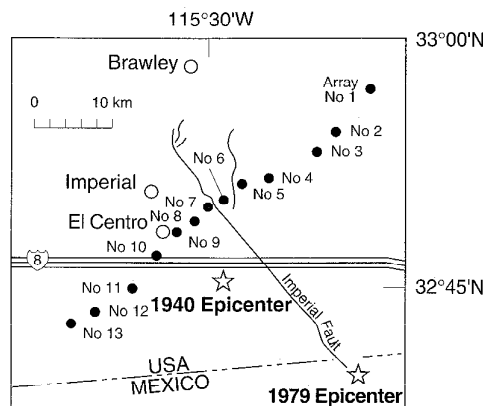 115°30'W
33°00'N
Brawley
Array
No 1
0 10 km
No 2
No 3
No 6
No 4
No 5
Imperial
No 7
El Centro
No 8
No 9
No 10
8
32°45'N
No 11
1940 Epicenter
Imperial Fault
No 12
No 13
USA
MEXICO
1979 Epicenter